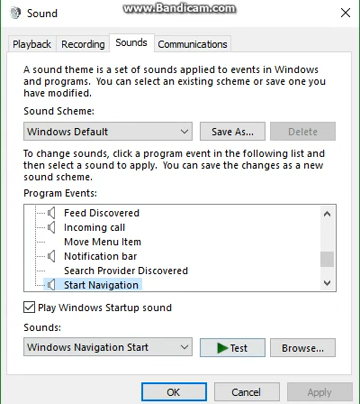 www.Bandicam.com
Sound
Playback Recording Sounds Communications
A sound theme is a set of sounds applied to events in Windows
and programs. You can select an existing scheme or save one you
have modified.
Sound Scheme:
Windows Default Save As... Delete
To change sounds, click a program event in the following list and
then select a sound to apply. You can save the changes as a new
sound scheme.
Program Events:
Feed Discovered
Incoming call
Move Menu Item
Notification bar
Search Provider Discovered
Start Navigation
Play Windows Startup sound
Sounds:
Windows Navigation Start Test Browse...
OK Cancel Apply